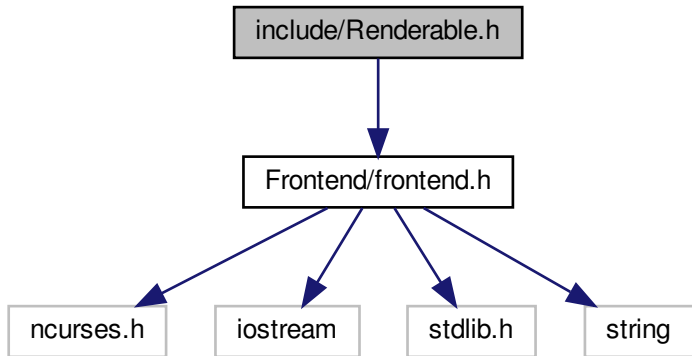 include/Renderable.h
Frontend/frontend.h
ncurses.h
iostream
stdlib.h
string